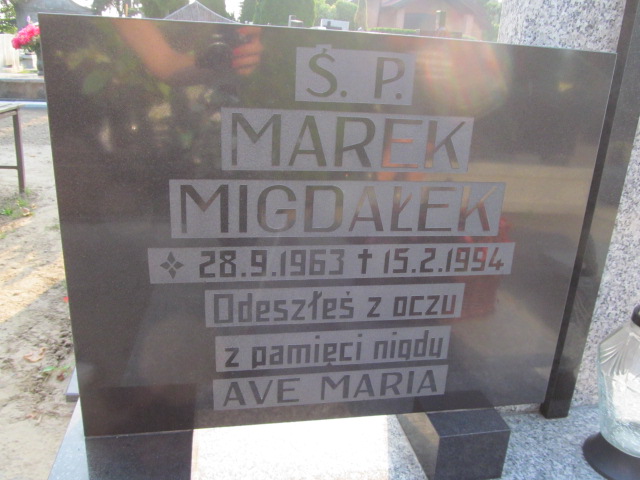 Ś. P.
MAREK
MIGDAŁEK
28.9.1963 † 15.2.1994
Odeszłeś z oczu
z pamięci nigdy
AVE MARIA